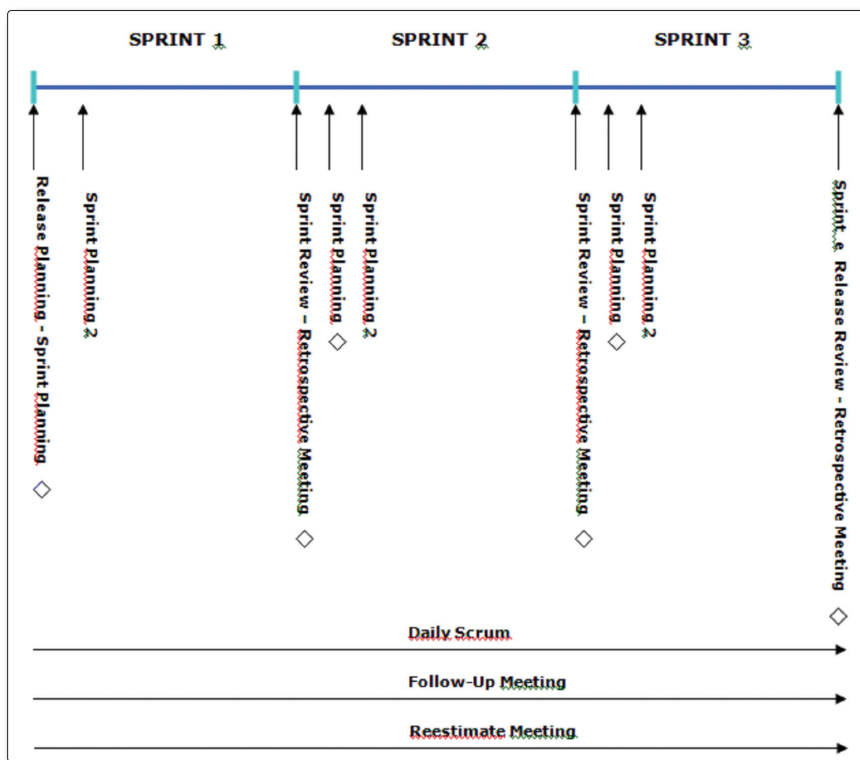 SPRINT 1
SPRINT 2
SPRINT 3
Release Planning - Sprint Planning
Sprint Planning 2
Sprint Review – Retrospective Meeting
Sprint Planning
Sprint Planning 2
Sprint Review – Retrospective Meeting
Sprint Planning
Sprint Planning 2
Sprint e Release Review - Retrospective Meeting
Daily Scrum
Follow-Up Meeting
Reestimate Meeting